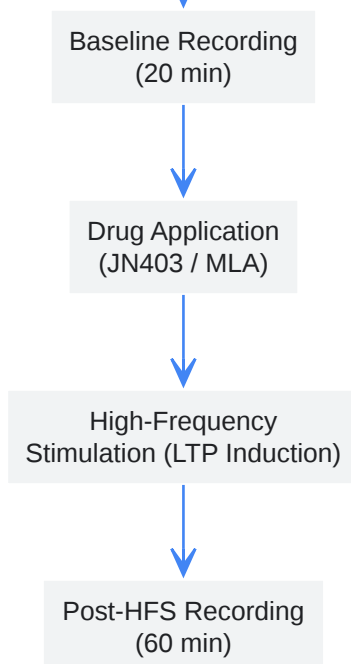 Baseline Recording
(20 min)
Drug Application
(JN403 / MLA)
High-Frequency
Stimulation (LTP Induction)
Post-HFS Recording
(60 min)